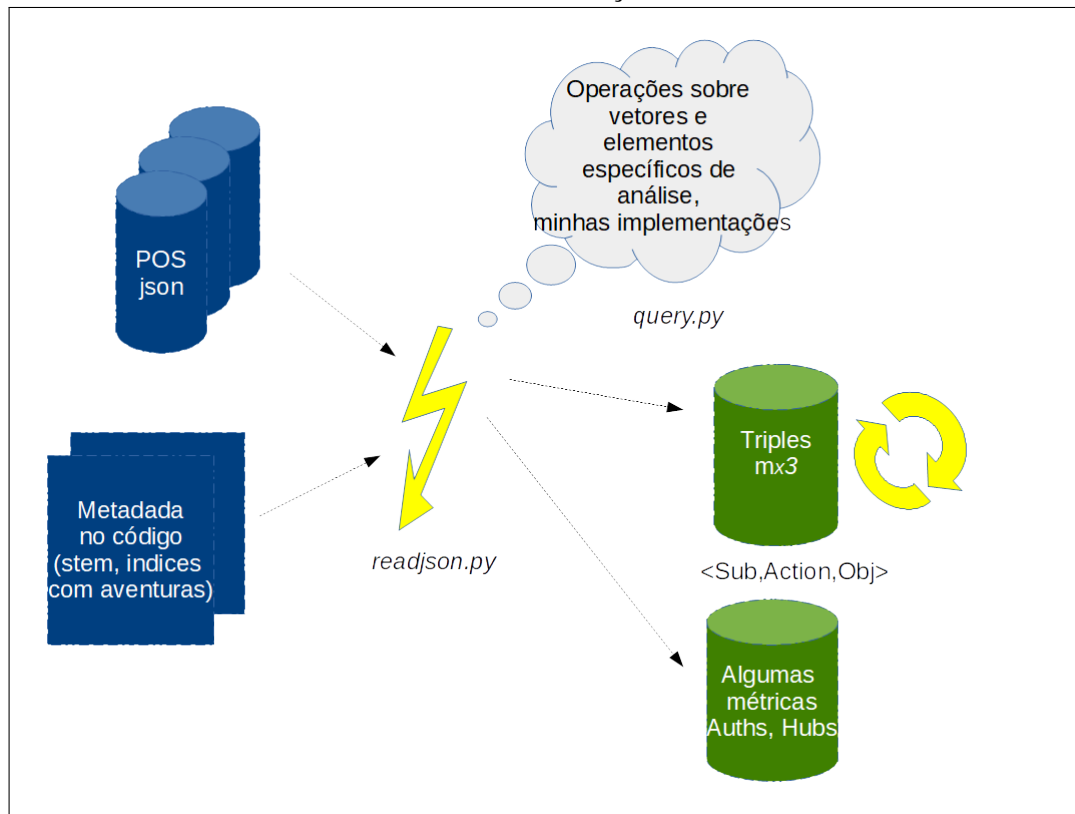 Operações sobre
vetores e
elementos
específicos de
análise,
minhas implementações
query.py
POS
json
Metadada
no código
(stem, indices
com aventuras)
readjson.py
Triples
mx3
<Sub,Action,Obj>
Algumas
métricas
Auths, Hubs